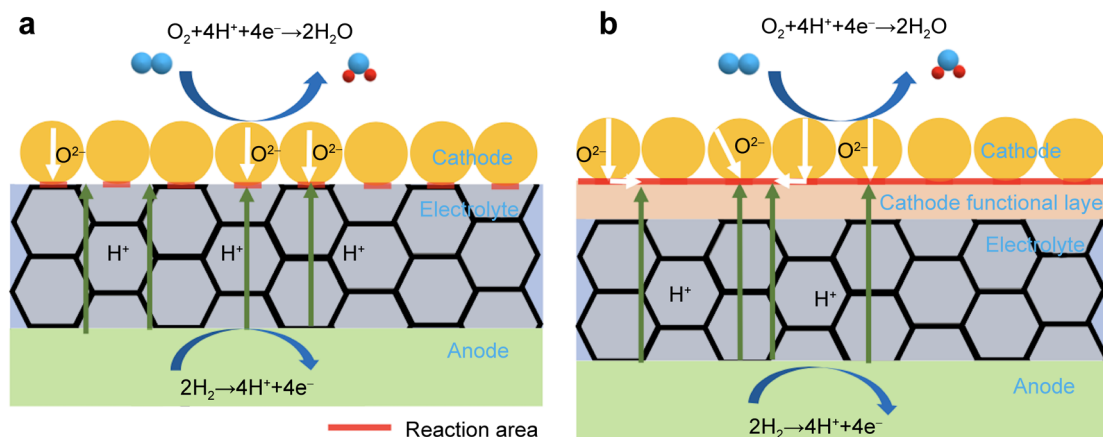 a
O₂+4H⁺+4e⁻→2H₂O
O²⁻
O²⁻
O²⁻
Cathode
Electrolyte
H⁺
H⁺
H⁺
Anode
2H₂→4H⁺+4e⁻
Reaction area
b
O₂+4H⁺+4e⁻→2H₂O
O²⁻
O²⁻
O²⁻
Cathode
Cathode functional laye
Electrolyte
H⁺
H⁺
Anode
2H₂→4H⁺+4e⁻